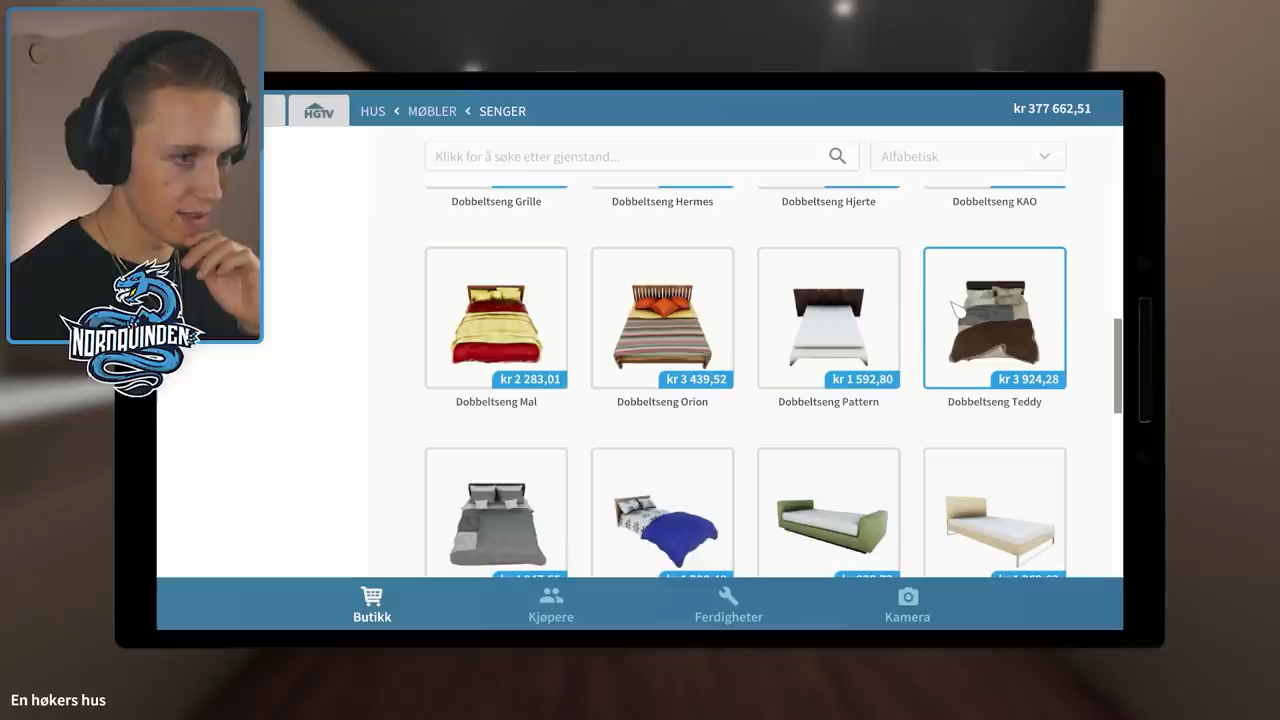 HGTV
HUS < MØBLER < SENGER
kr 377 662,51
Klikk for å søke etter gjenstand...
Alfabetisk
Dobbeltseng Grille
Dobbeltseng Hermes
Dobbeltseng Hjerte
Dobbeltseng KAO
kr 2 283,01
kr 3 439,52
kr 1 592,80
kr 3 924,28
Dobbeltseng Mal
Dobbeltseng Orion
Dobbeltseng Pattern
Dobbeltseng Teddy
NORNQVINDEN
Butikk
Kjøpere
Ferdigheter
Kamera
En høkers hus